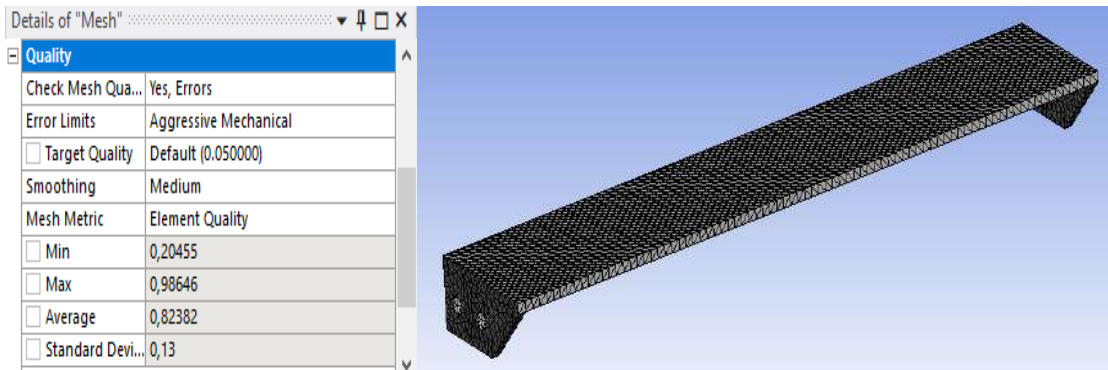 Details of "Mesh"
Quality
Check Mesh Qua... Yes, Errors
Error Limits Aggressive Mechanical
Target Quality Default (0.050000)
Smoothing Medium
Mesh Metric Element Quality
Min 0,20455
Max 0,98646
Average 0,82382
Standard Devi... 0,13